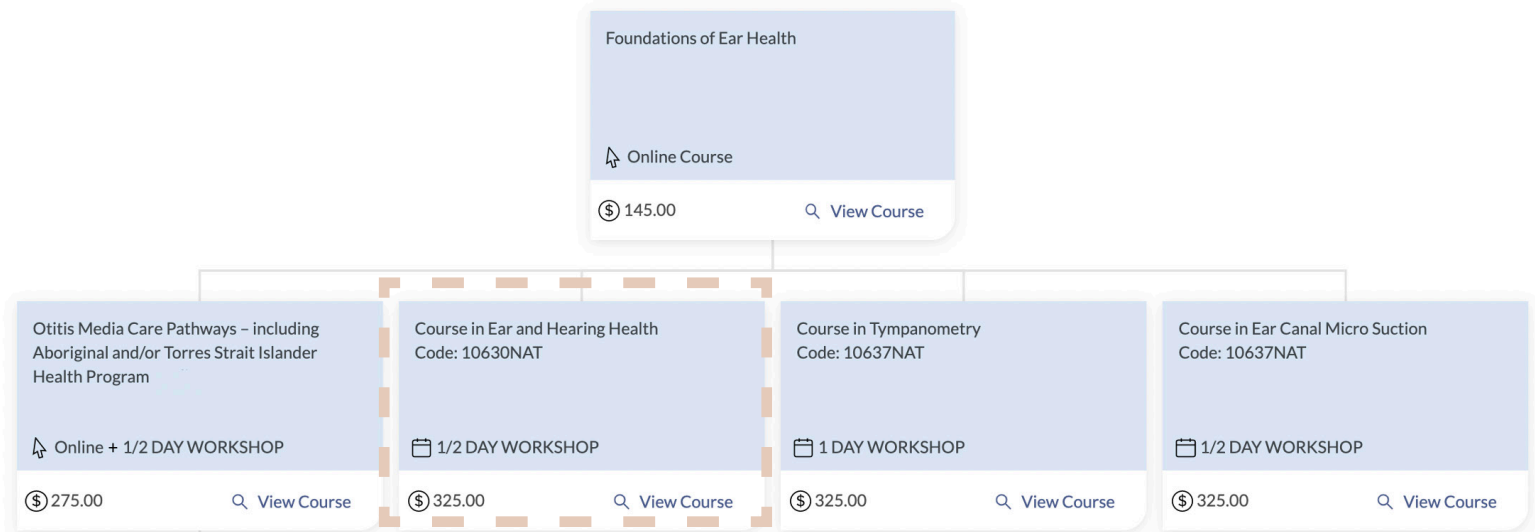 Foundations of Ear Health
Online Course
$ 145.00 View Course
Otitis Media Care Pathways – including
Aboriginal and/or Torres Strait Islander
Health Program
Online + 1/2 DAY WORKSHOP
$ 275.00 View Course
Course in Ear and Hearing Health
Code: 10630NAT
1/2 DAY WORKSHOP
$ 325.00 View Course
Course in Tympanometry
Code: 10637NAT
1 DAY WORKSHOP
$ 325.00 View Course
Course in Ear Canal Micro Suction
Code: 10637NAT
1/2 DAY WORKSHOP
$ 325.00 View Course